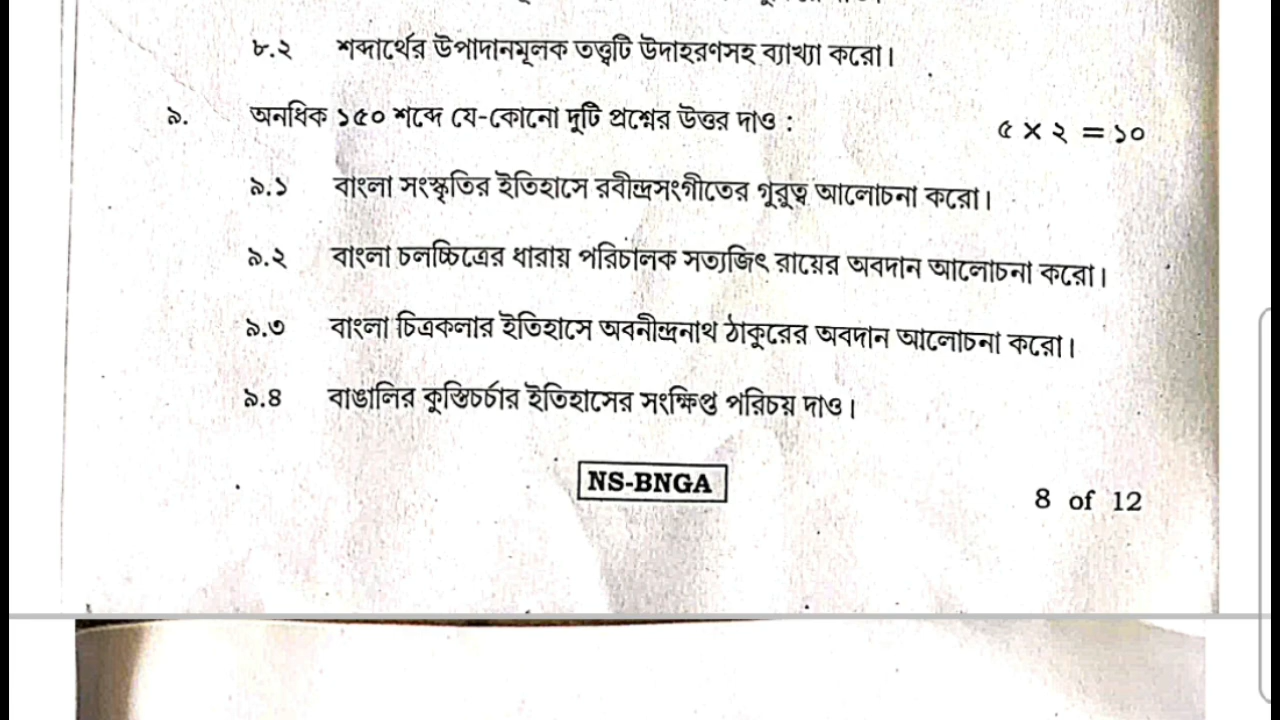 ৮.২ শব্দার্থের উপাদানমূলক তত্ত্বটি উদাহরণসহ ব্যাখ্যা করো।
৯. অনধিক ১৫০ শব্দে যে-কোনো দুটি প্রশ্নের উত্তর দাও : ৫ × ২ = ১০
৯.১ বাংলা সংস্কৃতির ইতিহাসে রবীন্দ্রসংগীতের গুরুত্ব আলোচনা করো।
৯.২ বাংলা চলচ্চিত্রের ধারায় পরিচালক সত্যজিৎ রায়ের অবদান আলোচনা করো।
৯.৩ বাংলা চিত্রকলার ইতিহাসে অবনীন্দ্রনাথ ঠাকুরের অবদান আলোচনা করো।
৯.৪ বাঙালির কুস্তিচর্চার ইতিহাসের সংক্ষিপ্ত পরিচয় দাও।
NS-BNGA
8 of 12